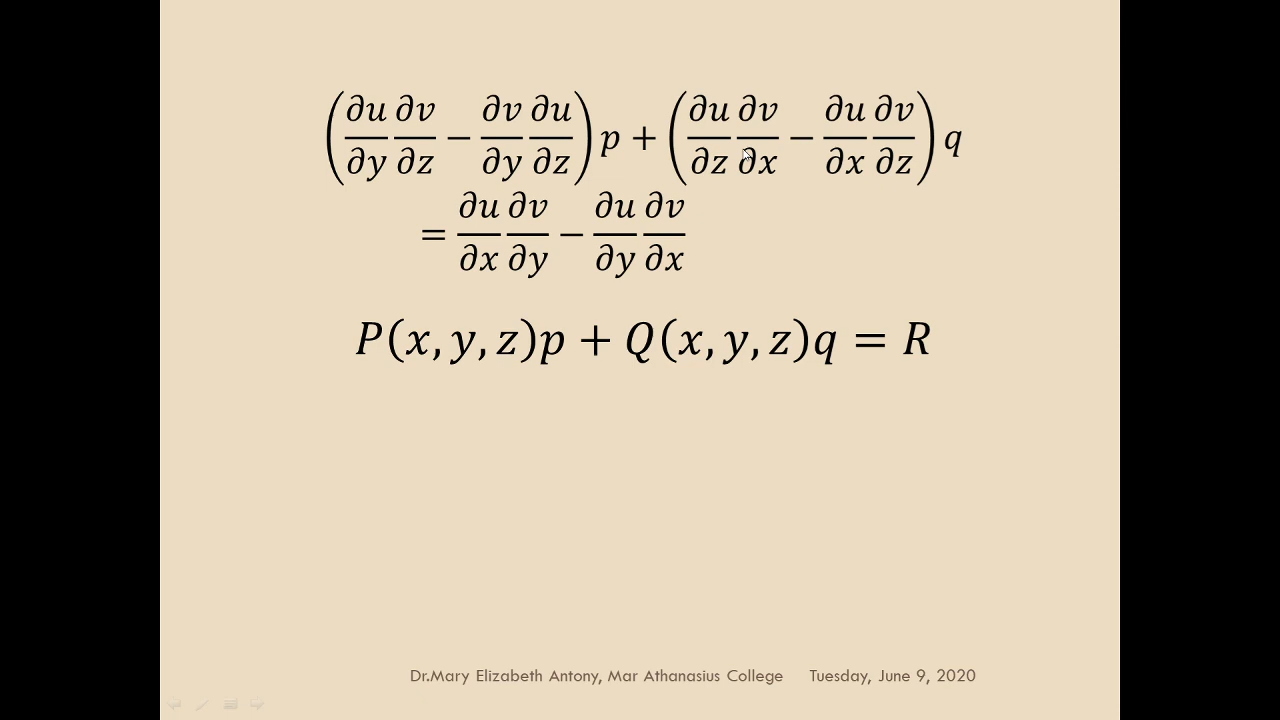 (∂u/∂y ∂v/∂z − ∂v/∂y ∂u/∂z) p + (∂u/∂z ∂v/∂x − ∂u/∂x ∂v/∂z) q
= ∂u/∂x ∂v/∂y − ∂u/∂y ∂v/∂x
P(x, y, z)p + Q(x, y, z)q = R
Dr.Mary Elizabeth Antony, Mar Athanasius College Tuesday, June 9, 2020